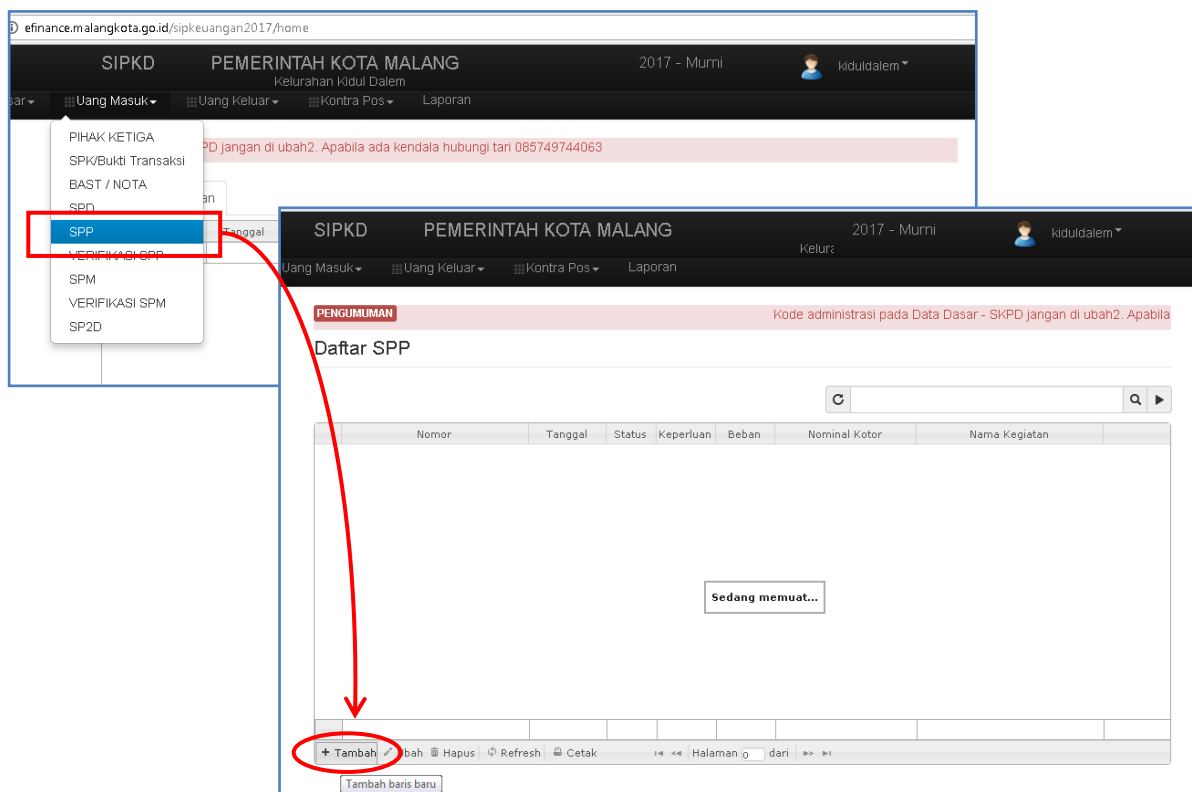 efinance.malangkota.go.id/sipkeuangan2017/home
SIPKD PEMERINTAH KOTA MALANG 2017 - Murni kiduldalem
Kelurahan Kidul Dalem
sar Uang Masuk Uang Keluar Kontra Pos Laporan
PD jangan di ubah2. Apabila ada kendala hubungi tari 085749744063
PIHAK KETIGA
SPK/Bukti Transaksi
BAST / NOTA
an
SPD
SPP
Tanggal
VERIFIKASI SPP
SPM
VERIFIKASI SPM
SP2D
SIPKD PEMERINTAH KOTA MALANG 2017 - Murni kiduldalem
Kelura
Uang Masuk Uang Keluar Kontra Pos Laporan
PENGUMUMAN Kode administrasi pada Data Dasar - SKPD jangan di ubah2. Apabila
Daftar SPP
Nomor Tanggal Status Keperluan Beban Nominal Kotor Nama Kegiatan
Sedang memuat...
+ Tambah Ubah Hapus Refresh Cetak Halaman 0 dari
Tambah baris baru